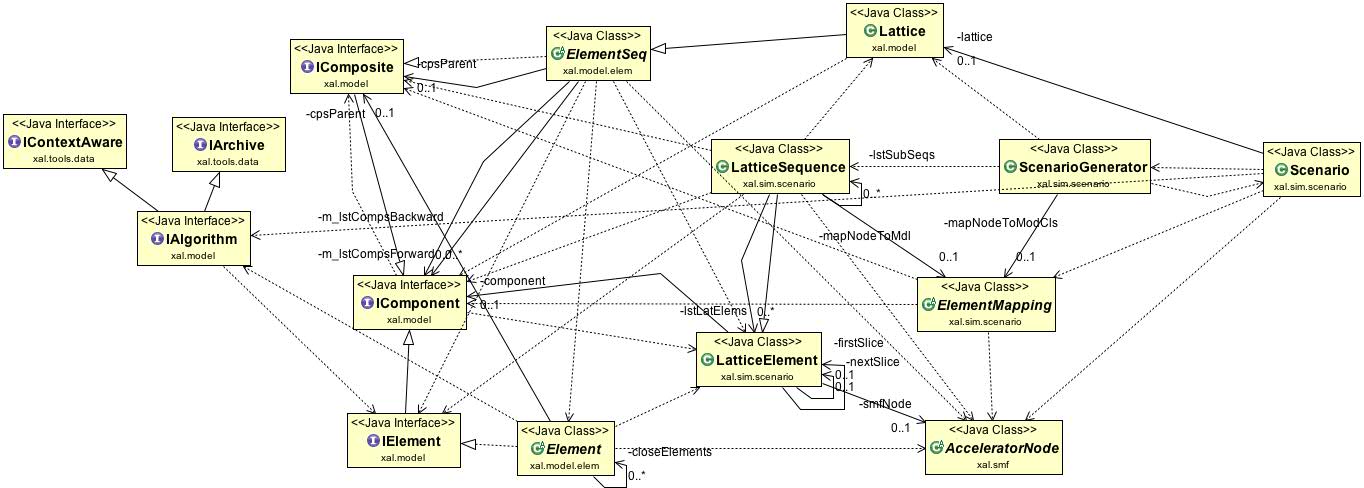 <<Java Class>>
Lattice
xal.model
<<Java Class>>
ElementSeq
xal.model.elem
<<Java Interface>>
IComposite
xal.model
-lattice
0..1
-cpsParent
0..1
-cpsParent
0..1
<<Java Interface>>
IContextAware
xal.tools.data
<<Java Interface>>
IArchive
xal.tools.data
<<Java Class>>
LatticeSequence
xal.sim.scenario
-lstSubSeqs
0..*
<<Java Class>>
ScenarioGenerator
xal.sim.scenario
<<Java Class>>
Scenario
xal.sim.scenario
<<Java Interface>>
IAlgorithm
xal.model
-m_lstCompsBackward
-m_lstCompsForward
0..*
-mapNodeToMdl
0..1
-mapNodeToModCls
0..1
<<Java Interface>>
IComponent
xal.model
-component
0..1
<<Java Class>>
ElementMapping
xal.sim.scenario
-lstLatElems
0..*
<<Java Class>>
LatticeElement
xal.sim.scenario
-firstSlice
-nextSlice
0..1
0..1
-smfNode
0..1
<<Java Interface>>
IElement
xal.model
<<Java Class>>
Element
xal.model.elem
-closeElements
0..*
<<Java Class>>
AcceleratorNode
xal.smf